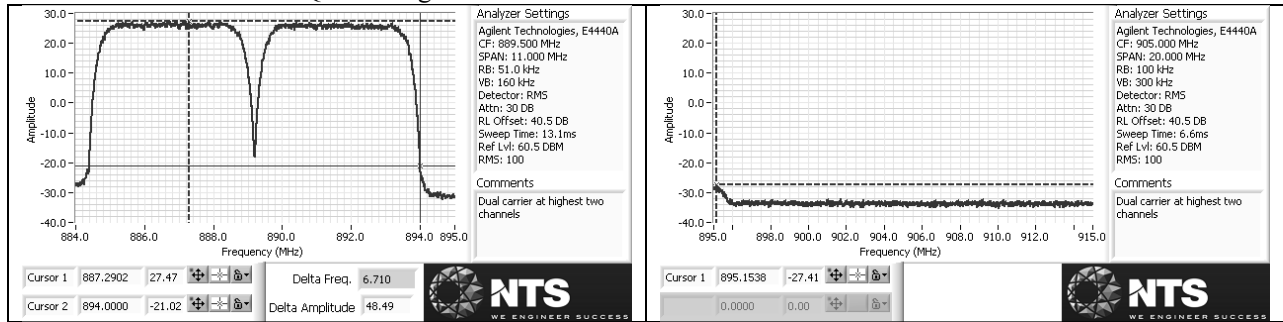 30.0
20.0
10.0
0.0
-10.0
-20.0
-30.0
-40.0
Amplitude
884.0 886.0 888.0 890.0 892.0 894.0 895.0
Frequency (MHz)
Analyzer Settings
Agilent Technologies, E4440A
CF: 889.500 MHz
SPAN: 11.000 MHz
RB: 51.0 kHz
VB: 160 kHz
Detector: RMS
Attn: 30 DB
RL Offset: 40.5 DB
Sweep Time: 13.1ms
Ref Lvl: 60.5 DBM
RMS: 100
Comments
Dual carrier at highest two
channels
Cursor 1 887.2902 27.47
Cursor 2 894.0000 -21.02
Delta Freq. 6.710
Delta Amplitude 48.49
NTS
WE ENGINEER SUCCESS
30.0
20.0
10.0
0.0
-10.0
-20.0
-30.0
-40.0
Amplitude
895.0 898.0 900.0 902.0 904.0 906.0 908.0 910.0 912.0 915.0
Frequency (MHz)
Analyzer Settings
Agilent Technologies, E4440A
CF: 905.000 MHz
SPAN: 20.000 MHz
RB: 100 kHz
VB: 300 kHz
Detector: RMS
Attn: 30 DB
RL Offset: 40.5 DB
Sweep Time: 6.6ms
Ref Lvl: 60.5 DBM
RMS: 100
Comments
Dual carrier at highest two
channels
Cursor 1 895.1538 -27.41
0.0000 0.00
NTS
WE ENGINEER SUCCESS